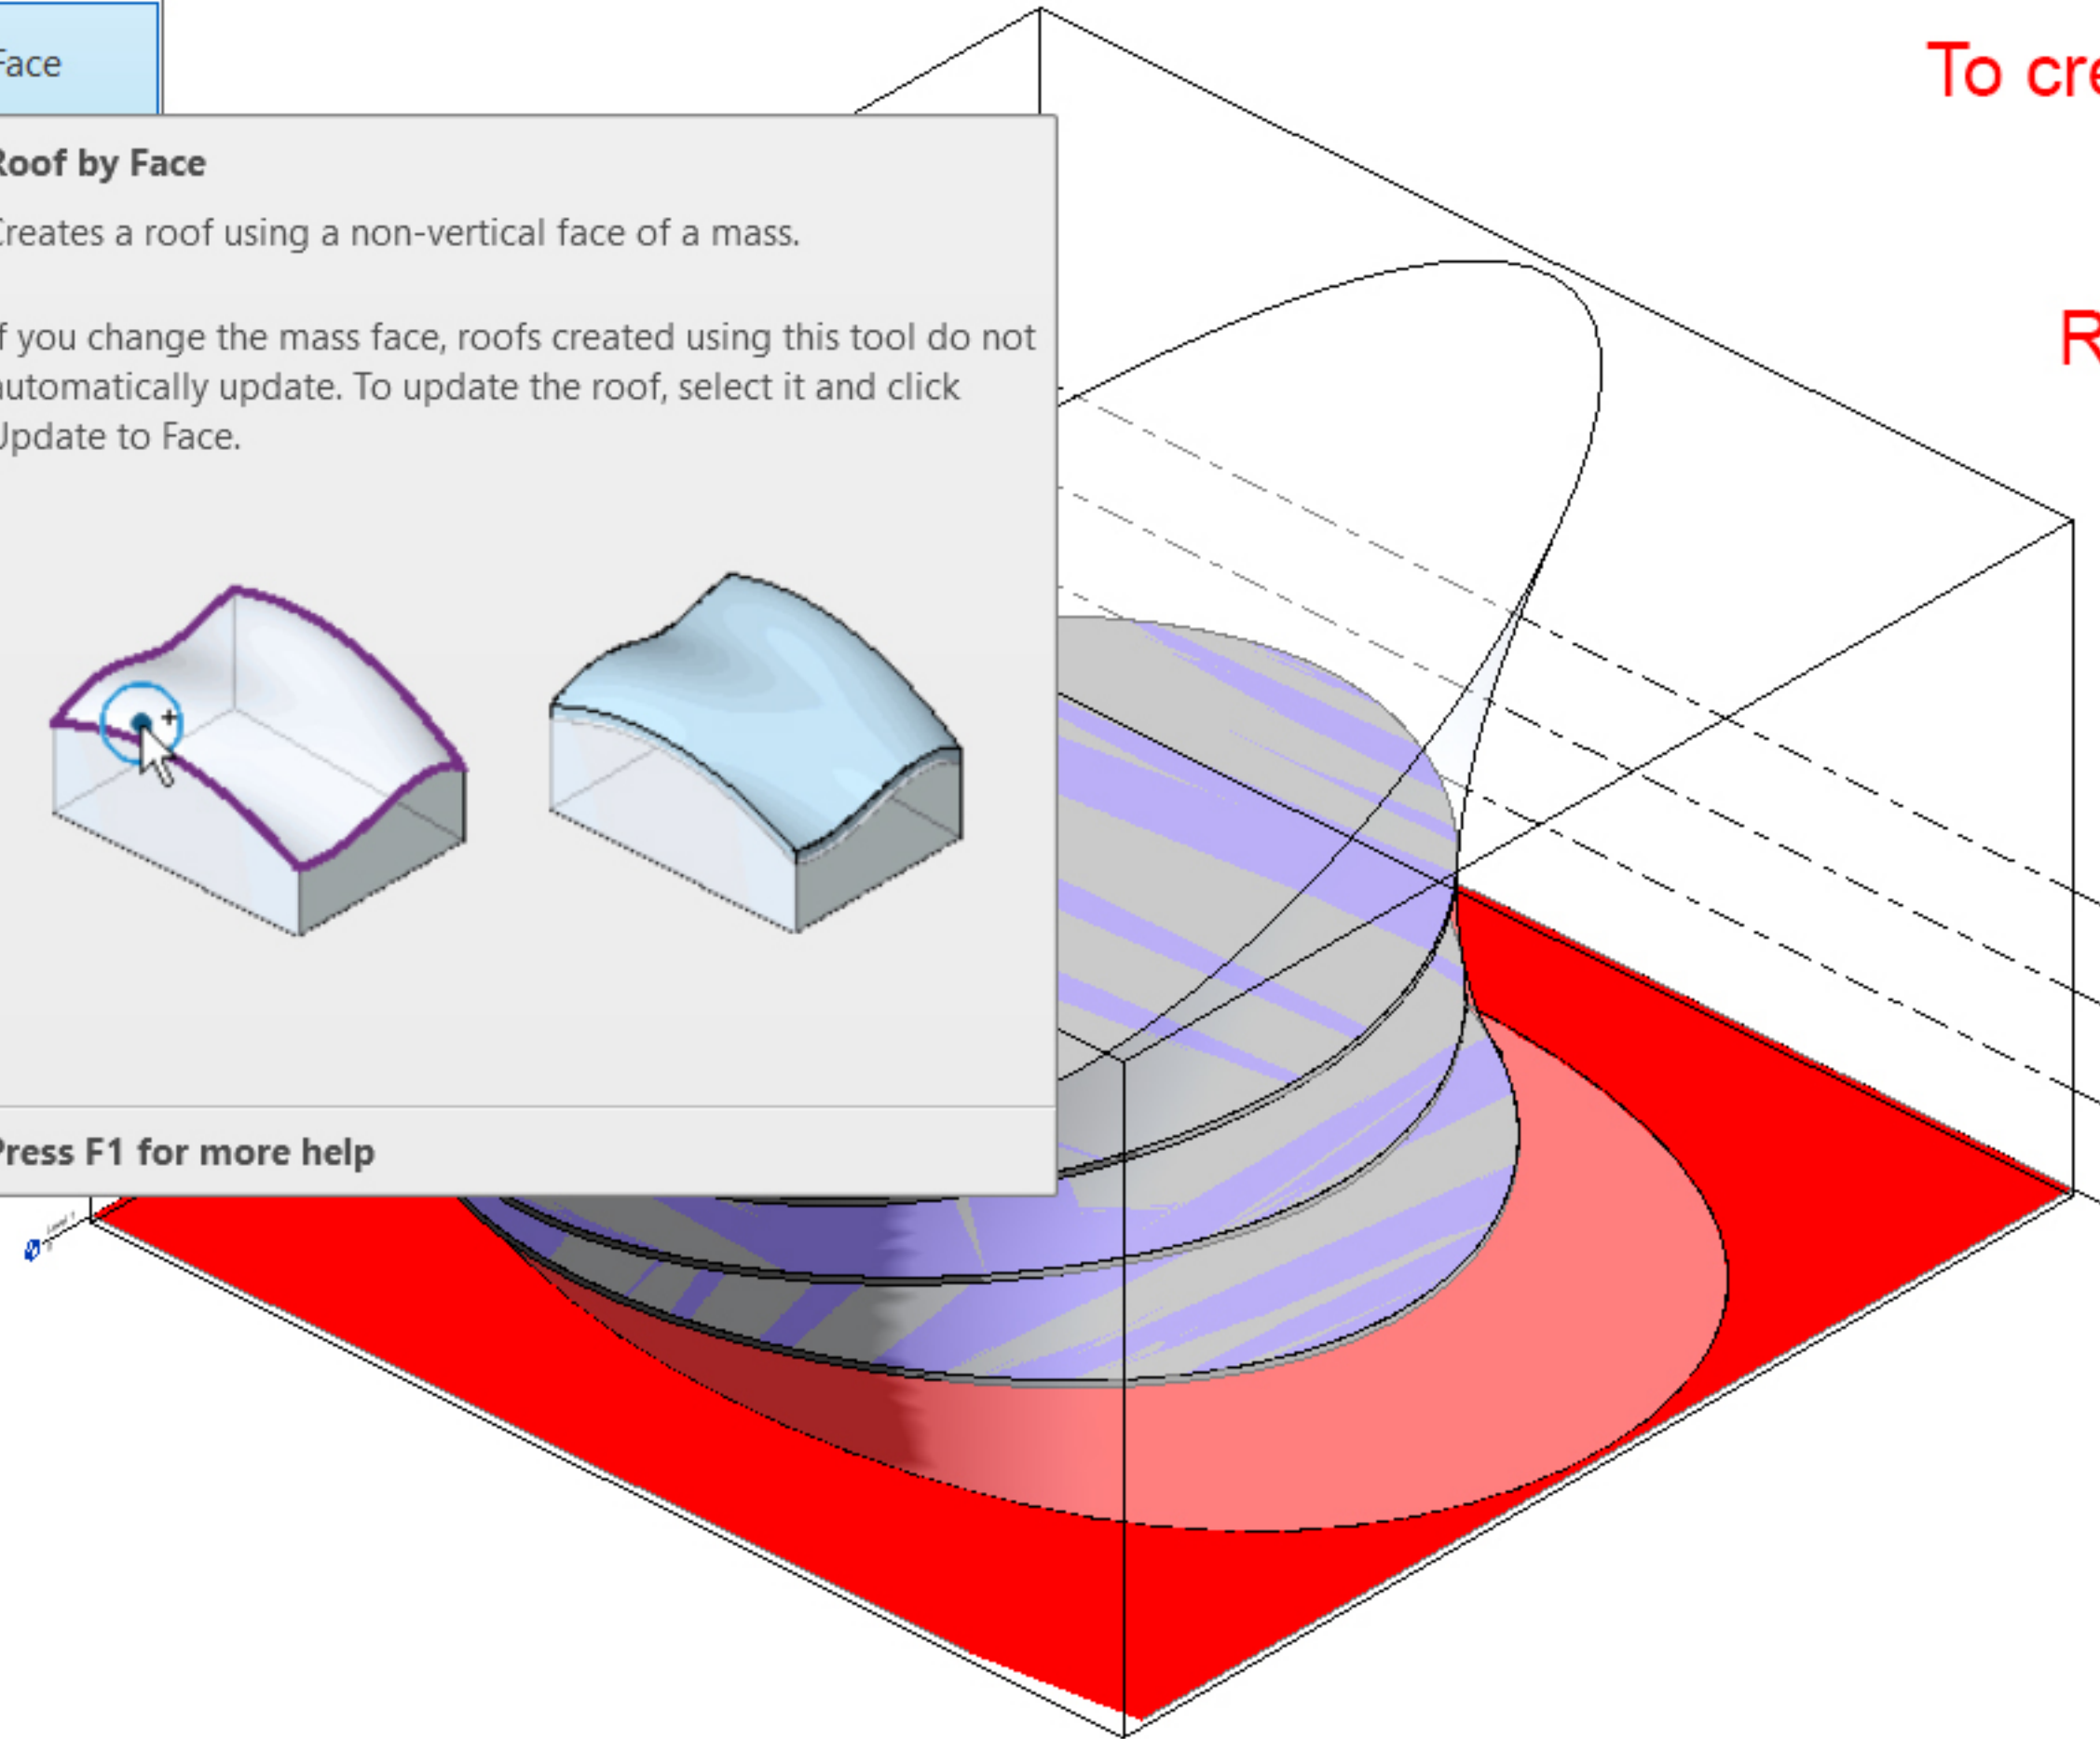 Face
To cre
Roof by Face
Creates a roof using a non-vertical face of a mass.
R
If you change the mass face, roofs created using this tool do not
automatically update. To update the roof, select it and click
Update to Face.
Press F1 for more help
Level 1